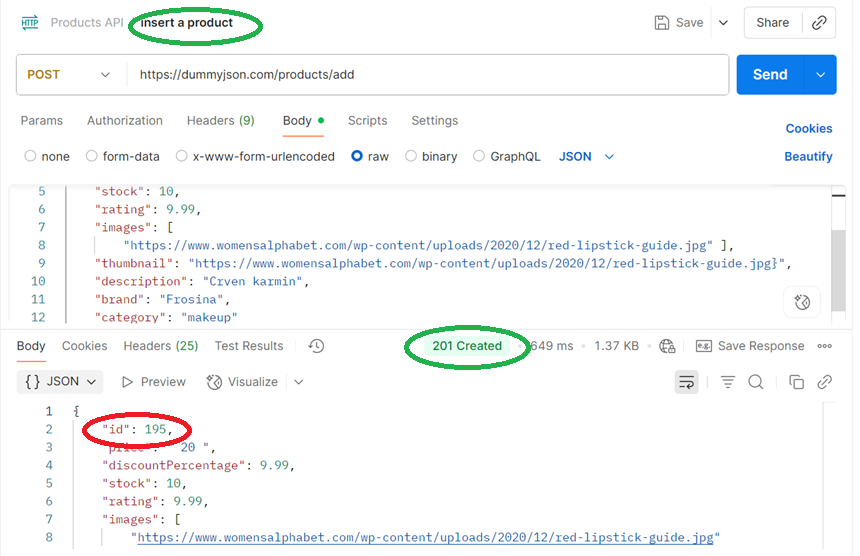 HTTP Products API insert a product Save Share
POST https://dummyjson.com/products/add Send
Params Authorization Headers (9) Body Scripts Settings Cookies
none form-data x-www-form-urlencoded raw binary GraphQL JSON Beautify
5 "stock": 10,
6 "rating": 9.99,
7 "images": [
8 "https://www.womensalphabet.com/wp-content/uploads/2020/12/red-lipstick-guide.jpg" ],
9 "thumbnail": "https://www.womensalphabet.com/wp-content/uploads/2020/12/red-lipstick-guide.jpg}",
10 "description": "Crven karmin",
11 "brand": "Frosina",
12 "category": "makeup"
Body Cookies Headers (25) Test Results 201 Created 649 ms 1.37 KB e.g. Save Response
{} JSON Preview Visualize
1 {
2 "id": 195,
3 "price": " 20 ",
4 "discountPercentage": 9.99,
5 "stock": 10,
6 "rating": 9.99,
7 "images": [
8 "https://www.womensalphabet.com/wp-content/uploads/2020/12/red-lipstick-guide.jpg"